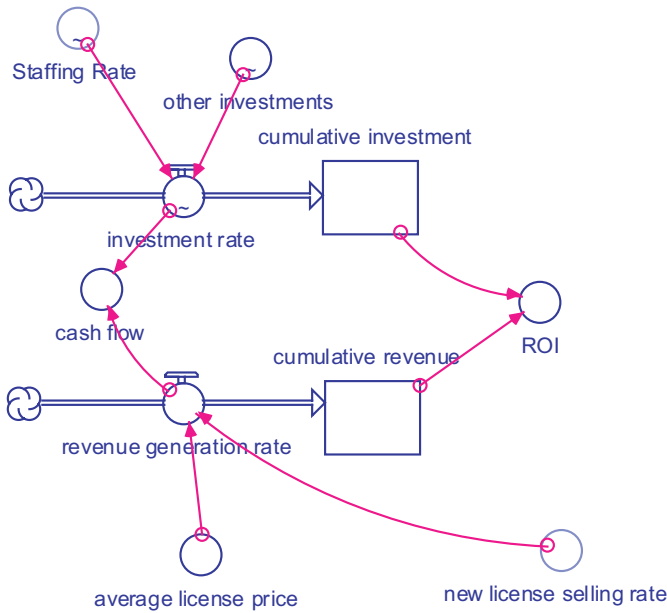 Staffing Rate
other investments
cumulative investment
~
~
~
investment rate
cash flow
ROI
cumulative revenue
revenue generation rate
average license price
new license selling rate